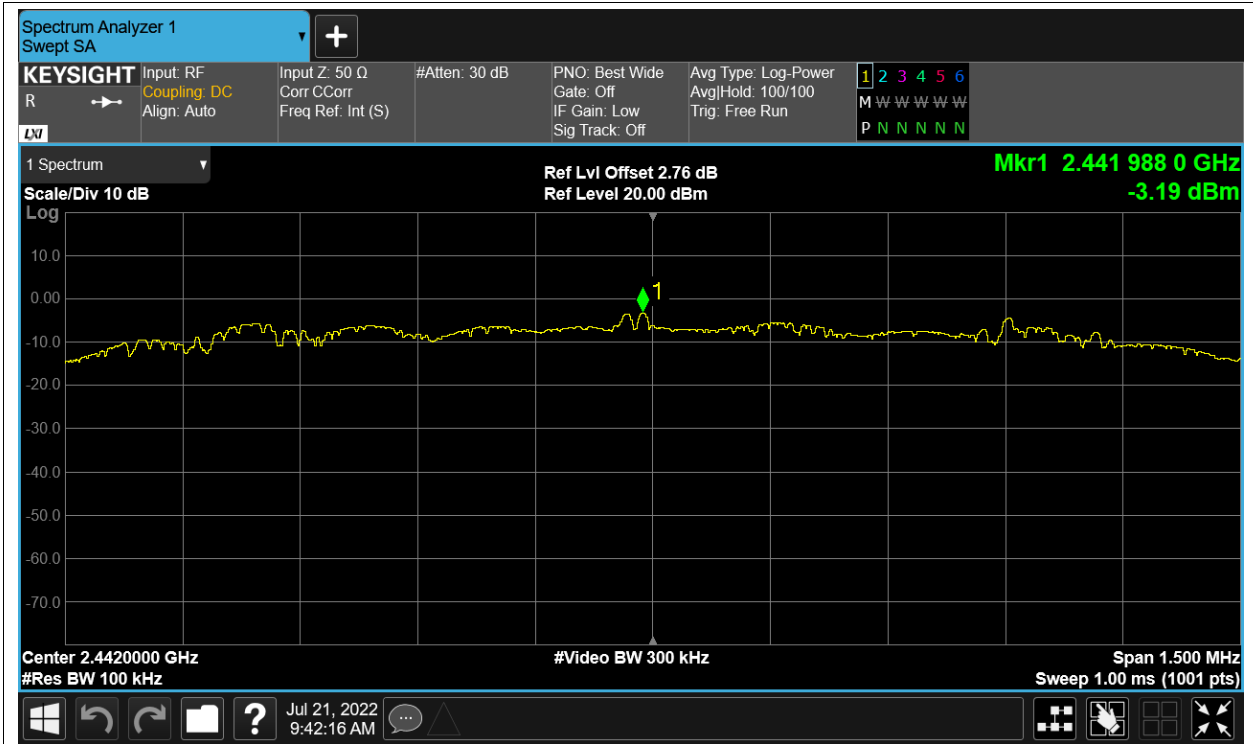 Spectrum Analyzer 1
Swept SA
KEYSIGHT
R
LXI
Input: RF
Coupling: DC
Align: Auto
Input Z: 50 Ω
Corr CCorr
Freq Ref: Int (S)
#Atten: 30 dB
PNO: Best Wide
Gate: Off
IF Gain: Low
Sig Track: Off
Avg Type: Log-Power
Avg|Hold: 100/100
Trig: Free Run
1 2 3 4 5 6
M W W W W W
P N N N N N
1 Spectrum
Scale/Div 10 dB
Log
Ref Lvl Offset 2.76 dB
Ref Level 20.00 dBm
Mkr1 2.441 988 0 GHz
-3.19 dBm
10.0
0.00
-10.0
-20.0
-30.0
-40.0
-50.0
-60.0
-70.0
1
Center 2.4420000 GHz
#Res BW 100 kHz
#Video BW 300 kHz
Span 1.500 MHz
Sweep 1.00 ms (1001 pts)
?
Jul 21, 2022
9:42:16 AM